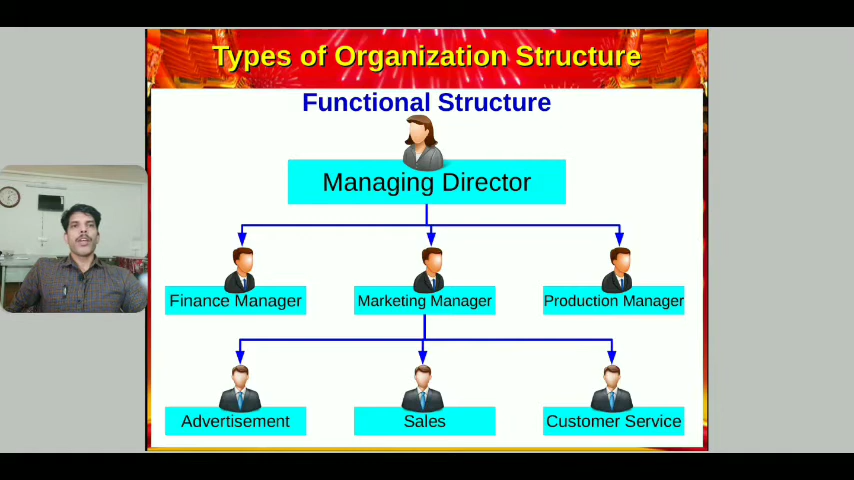 Types of Organization Structure
Functional Structure
Managing Director
Finance Manager
Marketing Manager
Production Manager
Advertisement
Sales
Customer Service